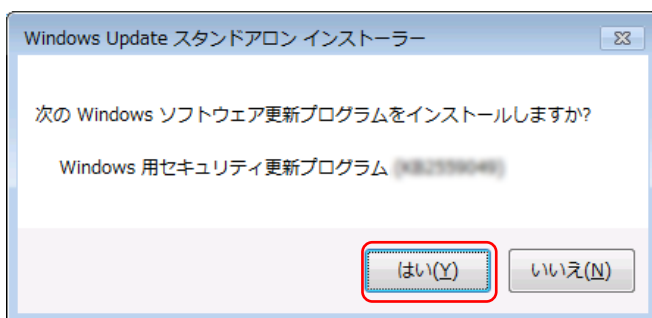 Windows Update スタンドアロン インストーラー
次の Windows ソフトウェア更新プログラムをインストールしますか?
Windows 用セキュリティ更新プログラム
はい(Y)
いいえ(N)